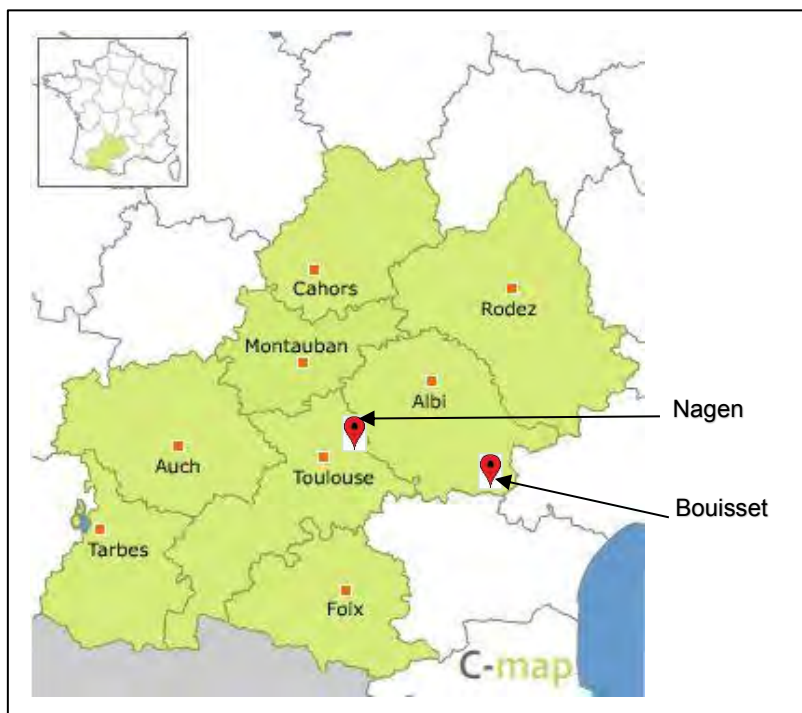 Cahors
Rodez
Montauban
Albi
Nagen
Auch
Toulouse
Bouisset
Tarbes
Foix
C-map